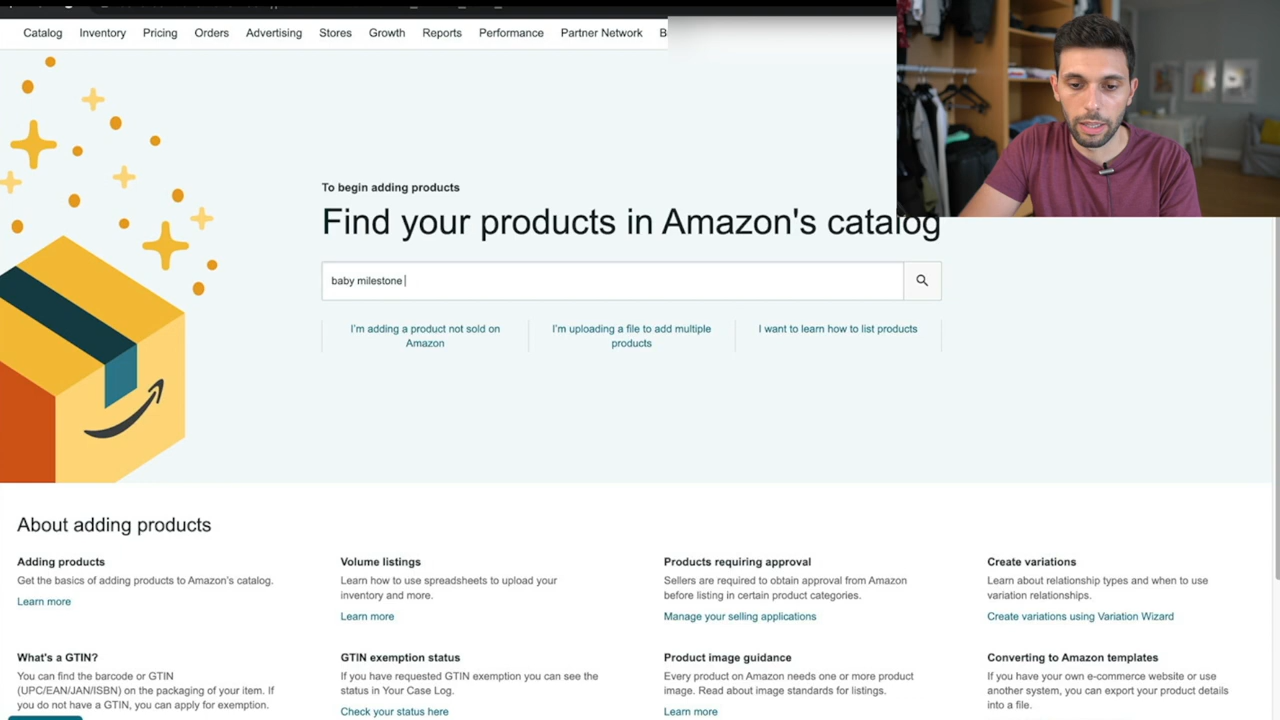 Catalog Inventory Pricing Orders Advertising Stores Growth Reports Performance Partner Network B
To begin adding products
Find your products in Amazon's catalog
baby milestone
I'm adding a product not sold on
Amazon
I'm uploading a file to add multiple
products
I want to learn how to list products
About adding products
Adding products
Get the basics of adding products to Amazon's catalog.
Learn more
Volume listings
Learn how to use spreadsheets to upload your
inventory and more.
Learn more
Products requiring approval
Sellers are required to obtain approval from Amazon
before listing in certain product categories.
Manage your selling applications
Create variations
Learn about relationship types and when to use
variation relationships.
Create variations using Variation Wizard
What's a GTIN?
You can find the barcode or GTIN
(UPC/EAN/JAN/ISBN) on the packaging of your item. If
you do not have a GTIN, you can apply for exemption.
GTIN exemption status
If you have requested GTIN exemption you can see the
status in Your Case Log.
Check your status here
Product image guidance
Every product on Amazon needs one or more product
image. Read about image standards for listings.
Learn more
Converting to Amazon templates
If you have your own e-commerce website or use
another system, you can export your product details
into a file.